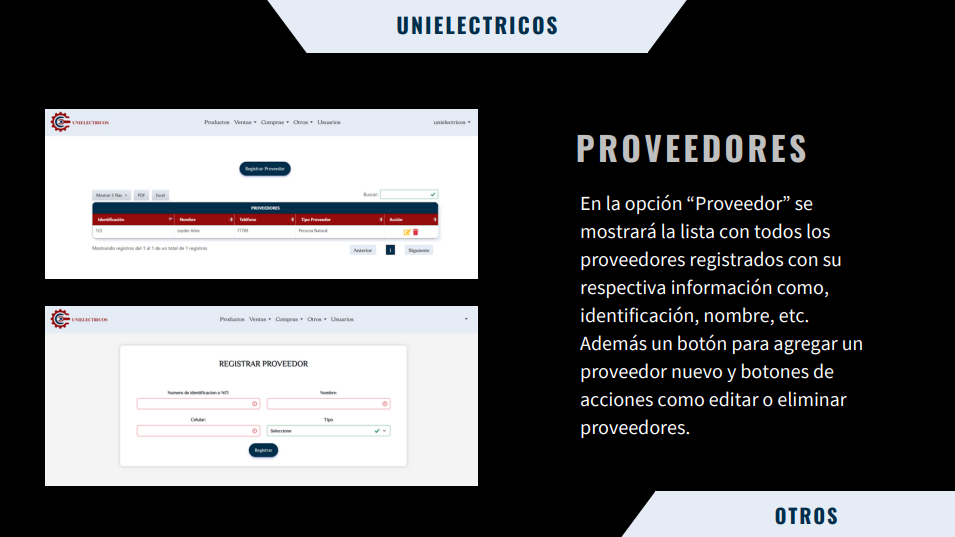 UNIELECTRICOS
UNIELECTRICOS
Productos Ventas Compras Otros Usuarios
unielectricos
Registrar Proveedor
Mostrar 5 filas PDF Excel
Buscar:
PROVEEDORES
Identificación Nombre Teléfono Tipo Proveedor Acción
123 Leyder Ariza 77788 Persona Natural
Mostrando registros del 1 al 1 de un total de 1 registros
Anterior 1 Siguiente
UNIELECTRICOS
Productos Ventas Compras Otros Usuarios
REGISTRAR PROVEEDOR
Numero de identificacion o NIT: Nombre:
Celular: Tipo
Seleccione
Registrar
PROVEEDORES
En la opción “Proveedor” se
mostrará la lista con todos los
proveedores registrados con su
respectiva información como,
identificación, nombre, etc.
Además un botón para agregar un
proveedor nuevo y botones de
acciones como editar o eliminar
proveedores.
OTROS